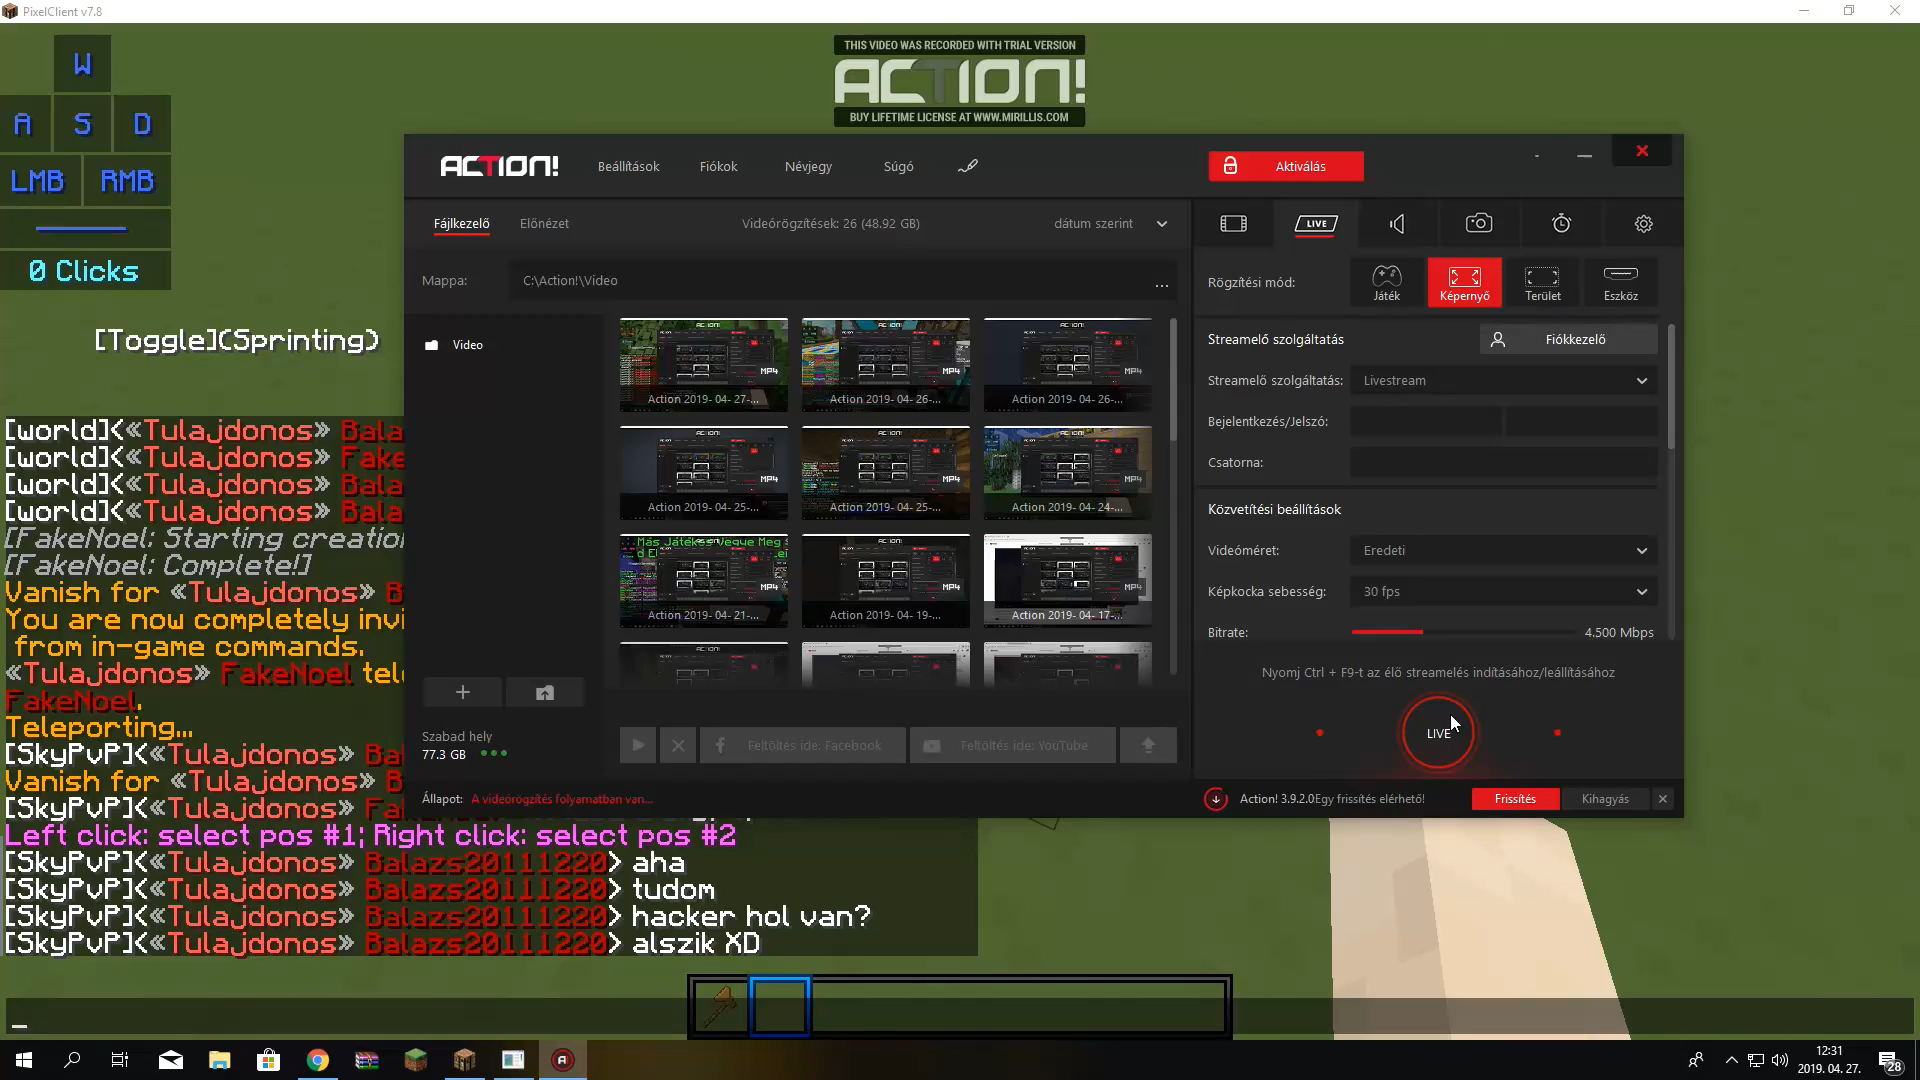 PixelClient v7.8
W
A S D
LMB RMB
0 Clicks
[Toggle](Sprinting)
THIS VIDEO WAS RECORDED WITH TRIAL VERSION
ACTION!
BUY LIFETIME LICENSE AT WWW.MIRILLIS.COM
ACTION! Beállítások Fiókok Névjegy Súgó Aktiválás
Fájlkezelő Előnézet Videórögzítések: 26 (48.92 GB) dátum szerint
LIVE
Mappa: C:\Action!\Video ...
Video
Action 2019- 04- 27-... Action 2019- 04- 26-... Action 2019- 04- 26-...
Action 2019- 04- 25-... Action 2019- 04- 25-... Action 2019- 04- 24-...
Action 2019- 04- 21-... Action 2019- 04- 19-... Action 2019- 04- 17-...
MP4
Szabad hely
77.3 GB
Feltöltés ide: Facebook Feltöltés ide: YouTube
Állapot: A videórögzítés folyamatban van...
Rögzítési mód: Játék Képernyő Terület Eszköz
Streamelő szolgáltatás Fiókkezelő
Streamelő szolgáltatás: Livestream
Bejelentkezés/Jelszó:
Csatorna:
Közvetítési beállítások
Videóméret: Eredeti
Képkocka sebesség: 30 fps
Bitrate: 4.500 Mbps
Nyomj Ctrl + F9-t az élő streamelés indításához/leállításához
LIVE
Action! 3.9.2.0Egy frissítés elérhető! Frissítés Kihagyás
[world]<«Tulajdonos» Bala
[world]<«Tulajdonos» Fake
[world]<«Tulajdonos» Bala
[world]<«Tulajdonos» Bala
[FakeNoel: Starting creation
[FakeNoel: Complete!]
Vanish for «Tulajdonos» B
You are now completely invi
from in-game commands.
«Tulajdonos» FakeNoel tele
FakeNoel.
Teleporting...
[SkyPvP]<«Tulajdonos» Bal
Vanish for «Tulajdonos» B
[SkyPvP]<«Tulajdonos» Fak
Left click: select pos #1; Right click: select pos #2
[SkyPvP]<«Tulajdonos» Balazs20111220> aha
[SkyPvP]<«Tulajdonos» Balazs20111220> tudom
[SkyPvP]<«Tulajdonos» Balazs20111220> hacker hol van?
[SkyPvP]<«Tulajdonos» Balazs20111220> alszik XD
12:31
2019. 04. 27.
28